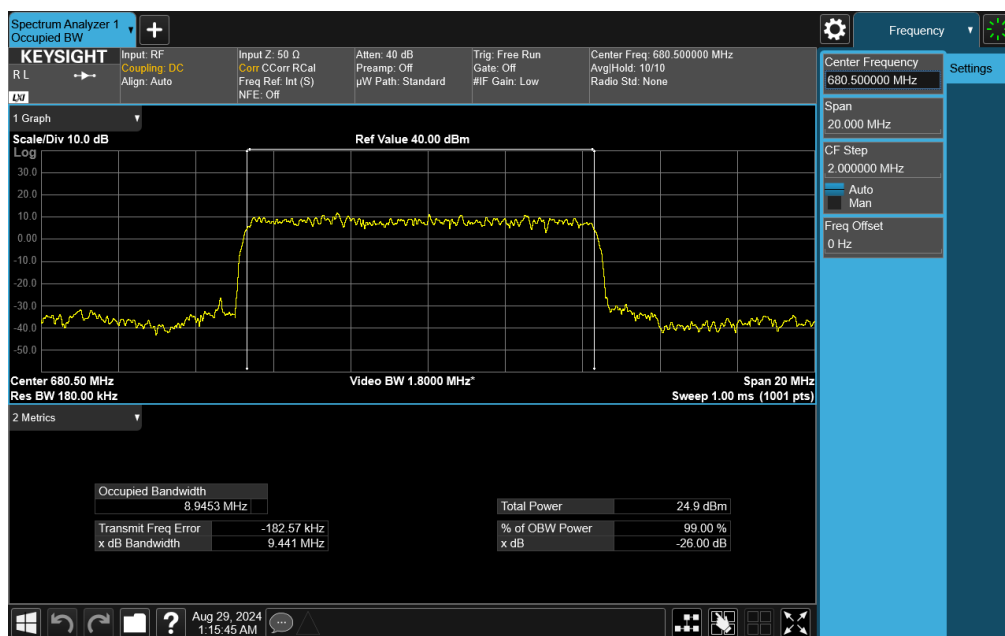 Spectrum Analyzer 1
Occupied BW
Frequency
KEYSIGHT
R L
LXI
Input: RF
Coupling: DC
Align: Auto
Input Z: 50 Ω
Corr CCorr RCal
Freq Ref: Int (S)
NFE: Off
Atten: 40 dB
Preamp: Off
µW Path: Standard
Trig: Free Run
Gate: Off
#IF Gain: Low
Center Freq: 680.500000 MHz
Avg|Hold: 10/10
Radio Std: None
Center Frequency
680.500000 MHz
Settings
Span
20.000 MHz
CF Step
2.000000 MHz
Auto
Man
Freq Offset
0 Hz
1 Graph
Scale/Div 10.0 dB
Ref Value 40.00 dBm
Log
30.0
20.0
10.0
0.00
-10.0
-20.0
-30.0
-40.0
-50.0
Center 680.50 MHz
Video BW 1.8000 MHz*
Span 20 MHz
Res BW 180.00 kHz
Sweep 1.00 ms (1001 pts)
2 Metrics
Occupied Bandwidth
8.9453 MHz
Total Power 24.9 dBm
Transmit Freq Error -182.57 kHz
% of OBW Power 99.00 %
x dB Bandwidth 9.441 MHz
x dB -26.00 dB
?
Aug 29, 2024
1:15:45 AM